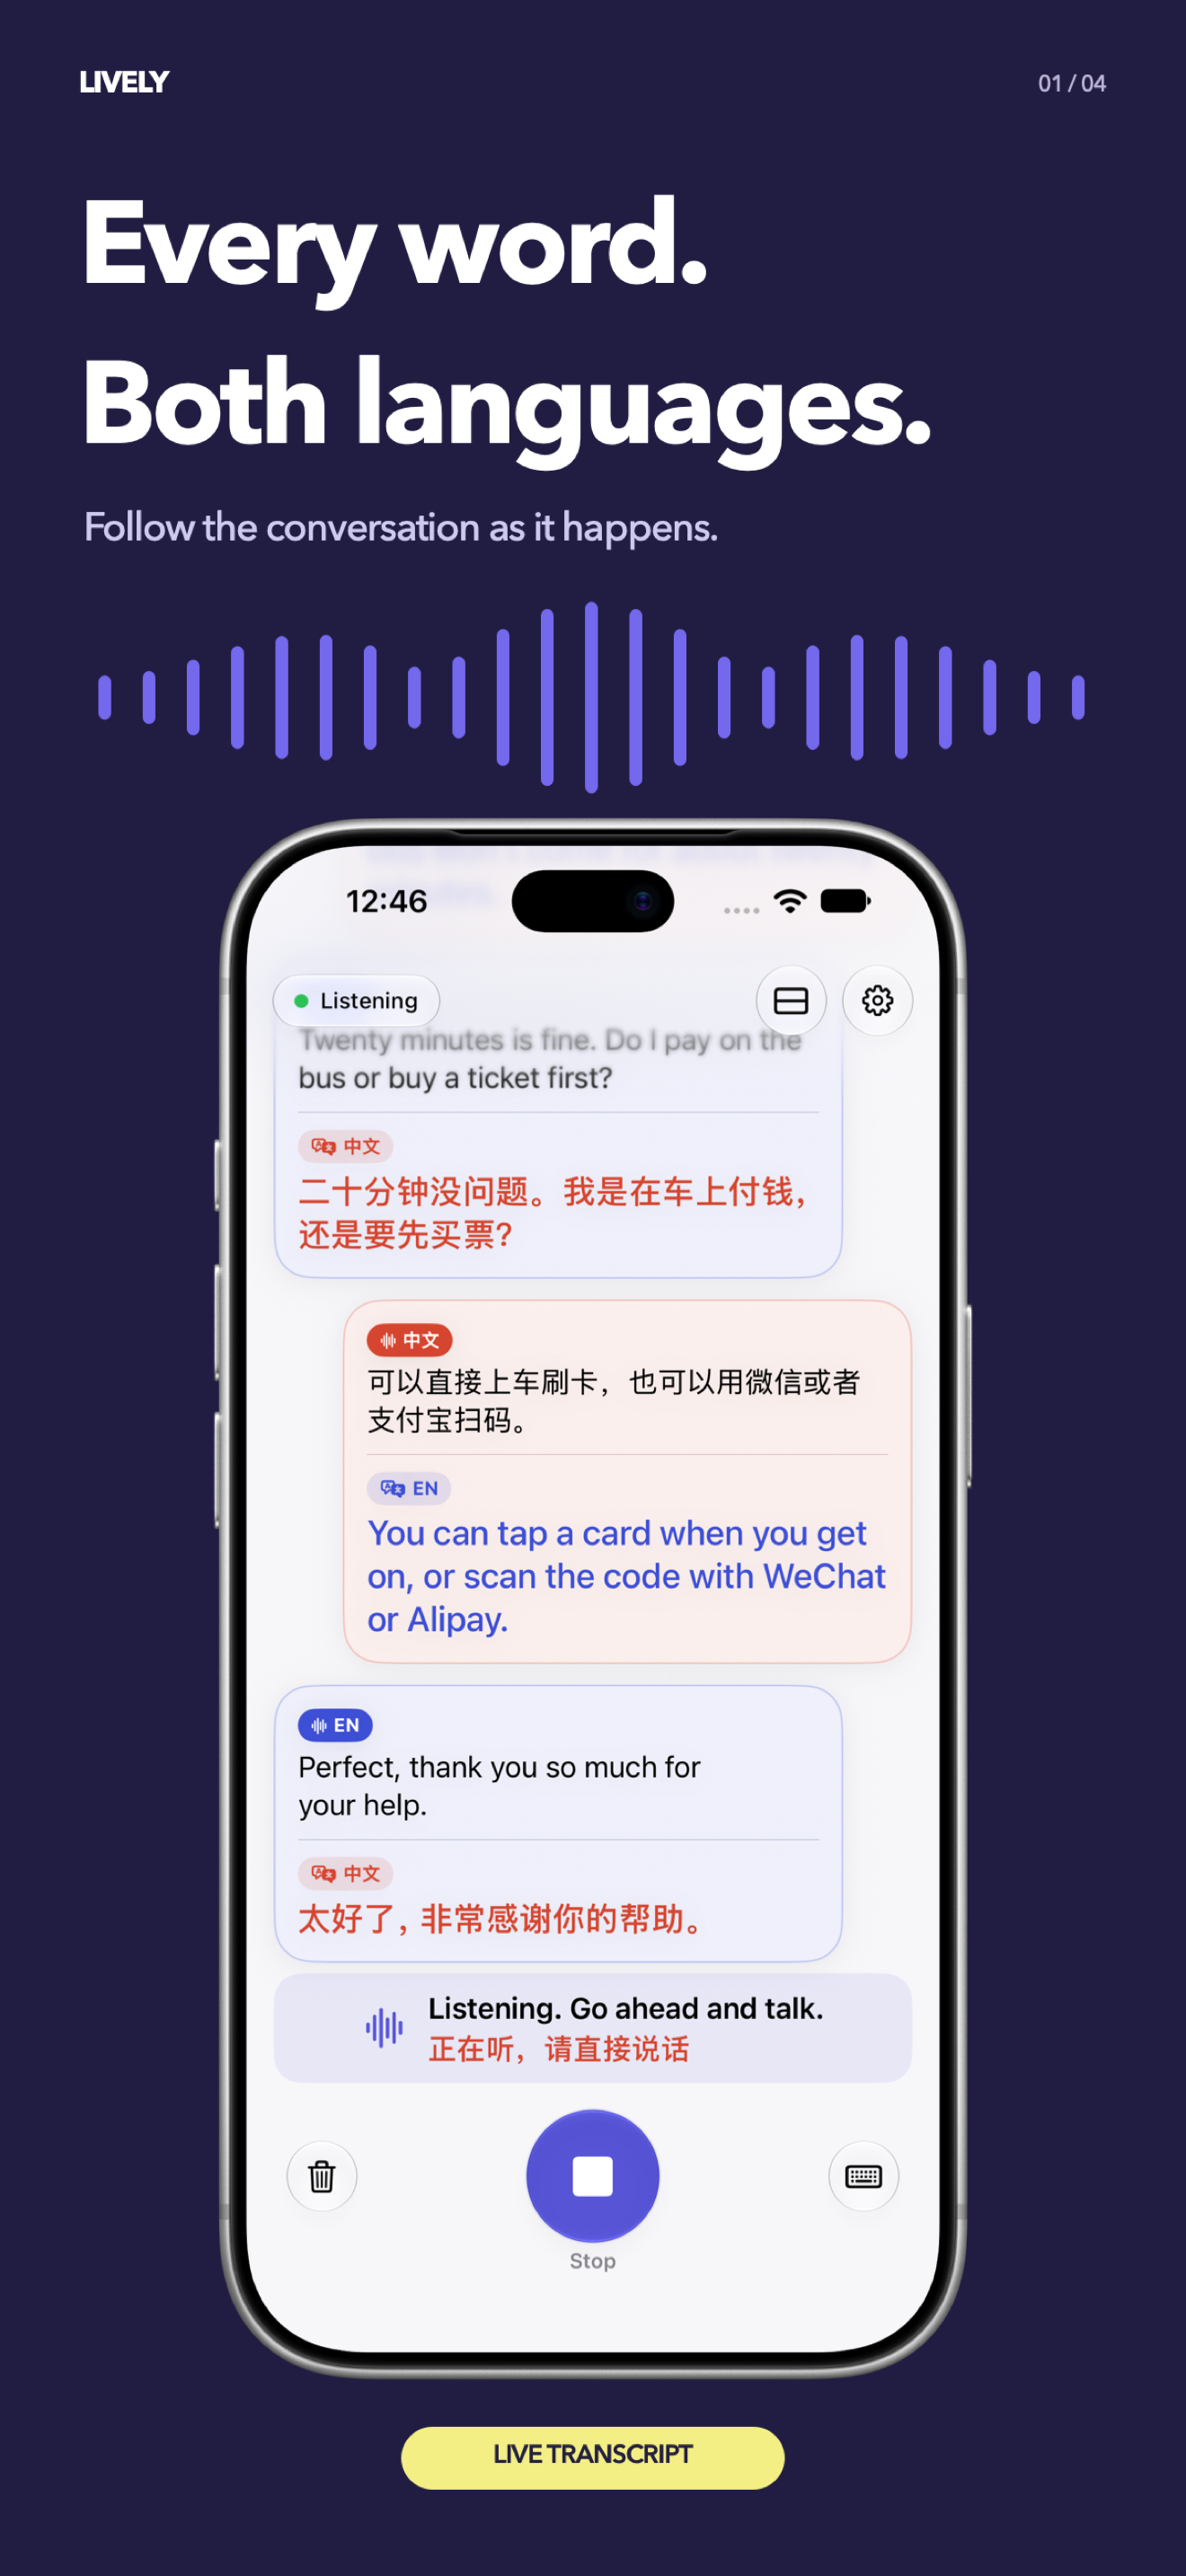 LIVELY
01 / 04
Every word.
Both languages.
Follow the conversation as it happens.
12:46
Listening
Twenty minutes is fine. Do I pay on the
bus or buy a ticket first?
中文
二十分钟没问题。我是在车上付钱,
还是要先买票?
中文
可以直接上车刷卡，也可以用微信或者
支付宝扫码。
EN
You can tap a card when you get
on, or scan the code with WeChat
or Alipay.
EN
Perfect, thank you so much for
your help.
中文
太好了, 非常感谢你的帮助。
Listening. Go ahead and talk.
正在听，请直接说话
Stop
LIVE TRANSCRIPT